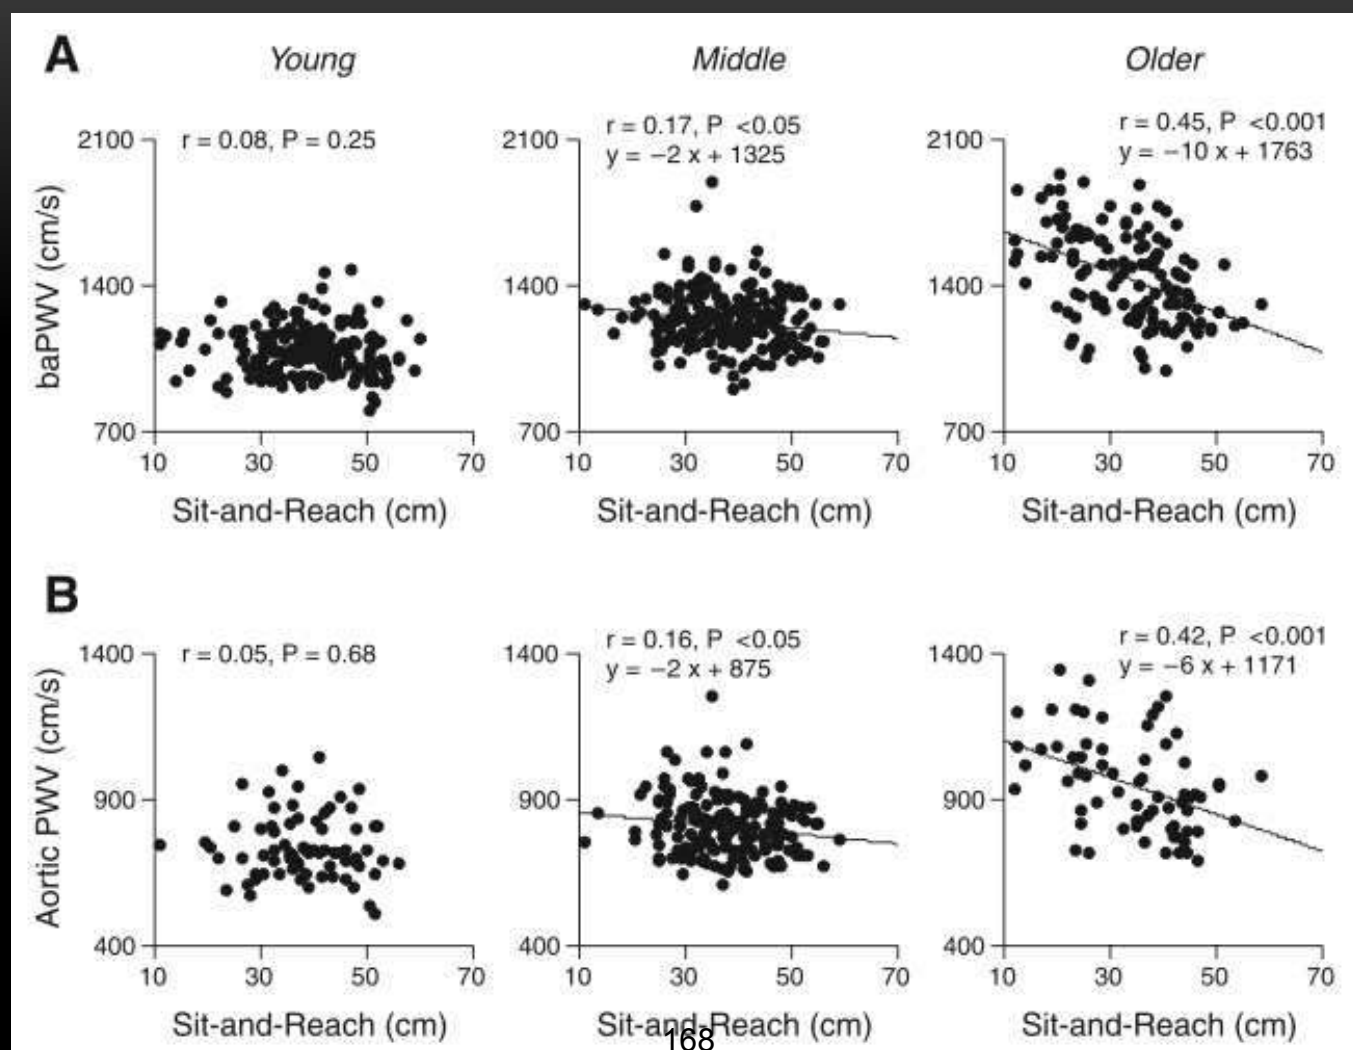 A
Young
Middle
Older
r = 0.08, P = 0.25
r = 0.17, P <0.05
y = −2 x + 1325
r = 0.45, P <0.001
y = −10 x + 1763
baPWV (cm/s)
2100
1400
700
2100
1400
700
2100
1400
700
10 30 50 70
10 30 50 70
10 30 50 70
Sit-and-Reach (cm)
Sit-and-Reach (cm)
Sit-and-Reach (cm)
B
r = 0.05, P = 0.68
r = 0.16, P <0.05
y = −2 x + 875
r = 0.42, P <0.001
y = −6 x + 1171
Aortic PWV (cm/s)
1400
900
400
1400
900
400
1400
900
400
10 30 50 70
10 30 50 70
10 30 50 70
Sit-and-Reach (cm)
Sit-and-Reach (cm)
Sit-and-Reach (cm)
168